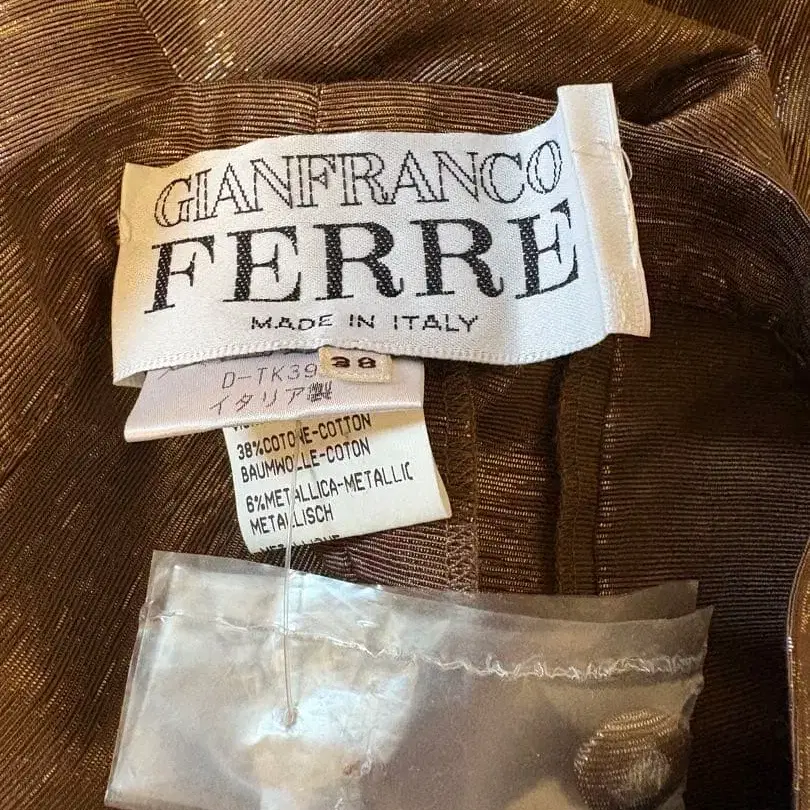 GIANFRANCO
FERRE
MADE IN ITALY
38
D-TK39
イタリア製
38%COTONE-COTTON
BAUMWOLLE-COTON
6%METALLICA-METALLIC
METALLISCH